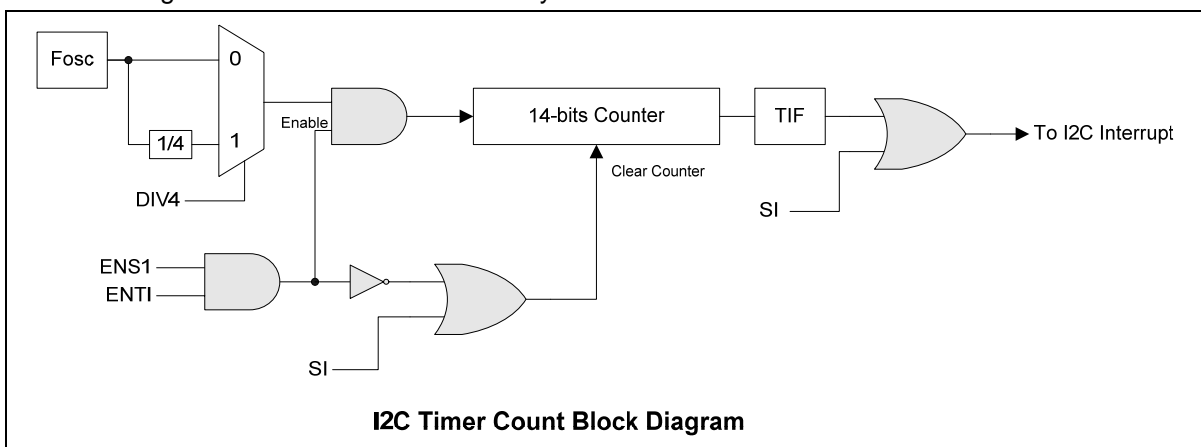 Fosc
0
1/4
1
DIV4
Enable
14-bits Counter
TIF
To I2C Interrupt
Clear Counter
SI
ENS1
ENTI
SI
I2C Timer Count Block Diagram